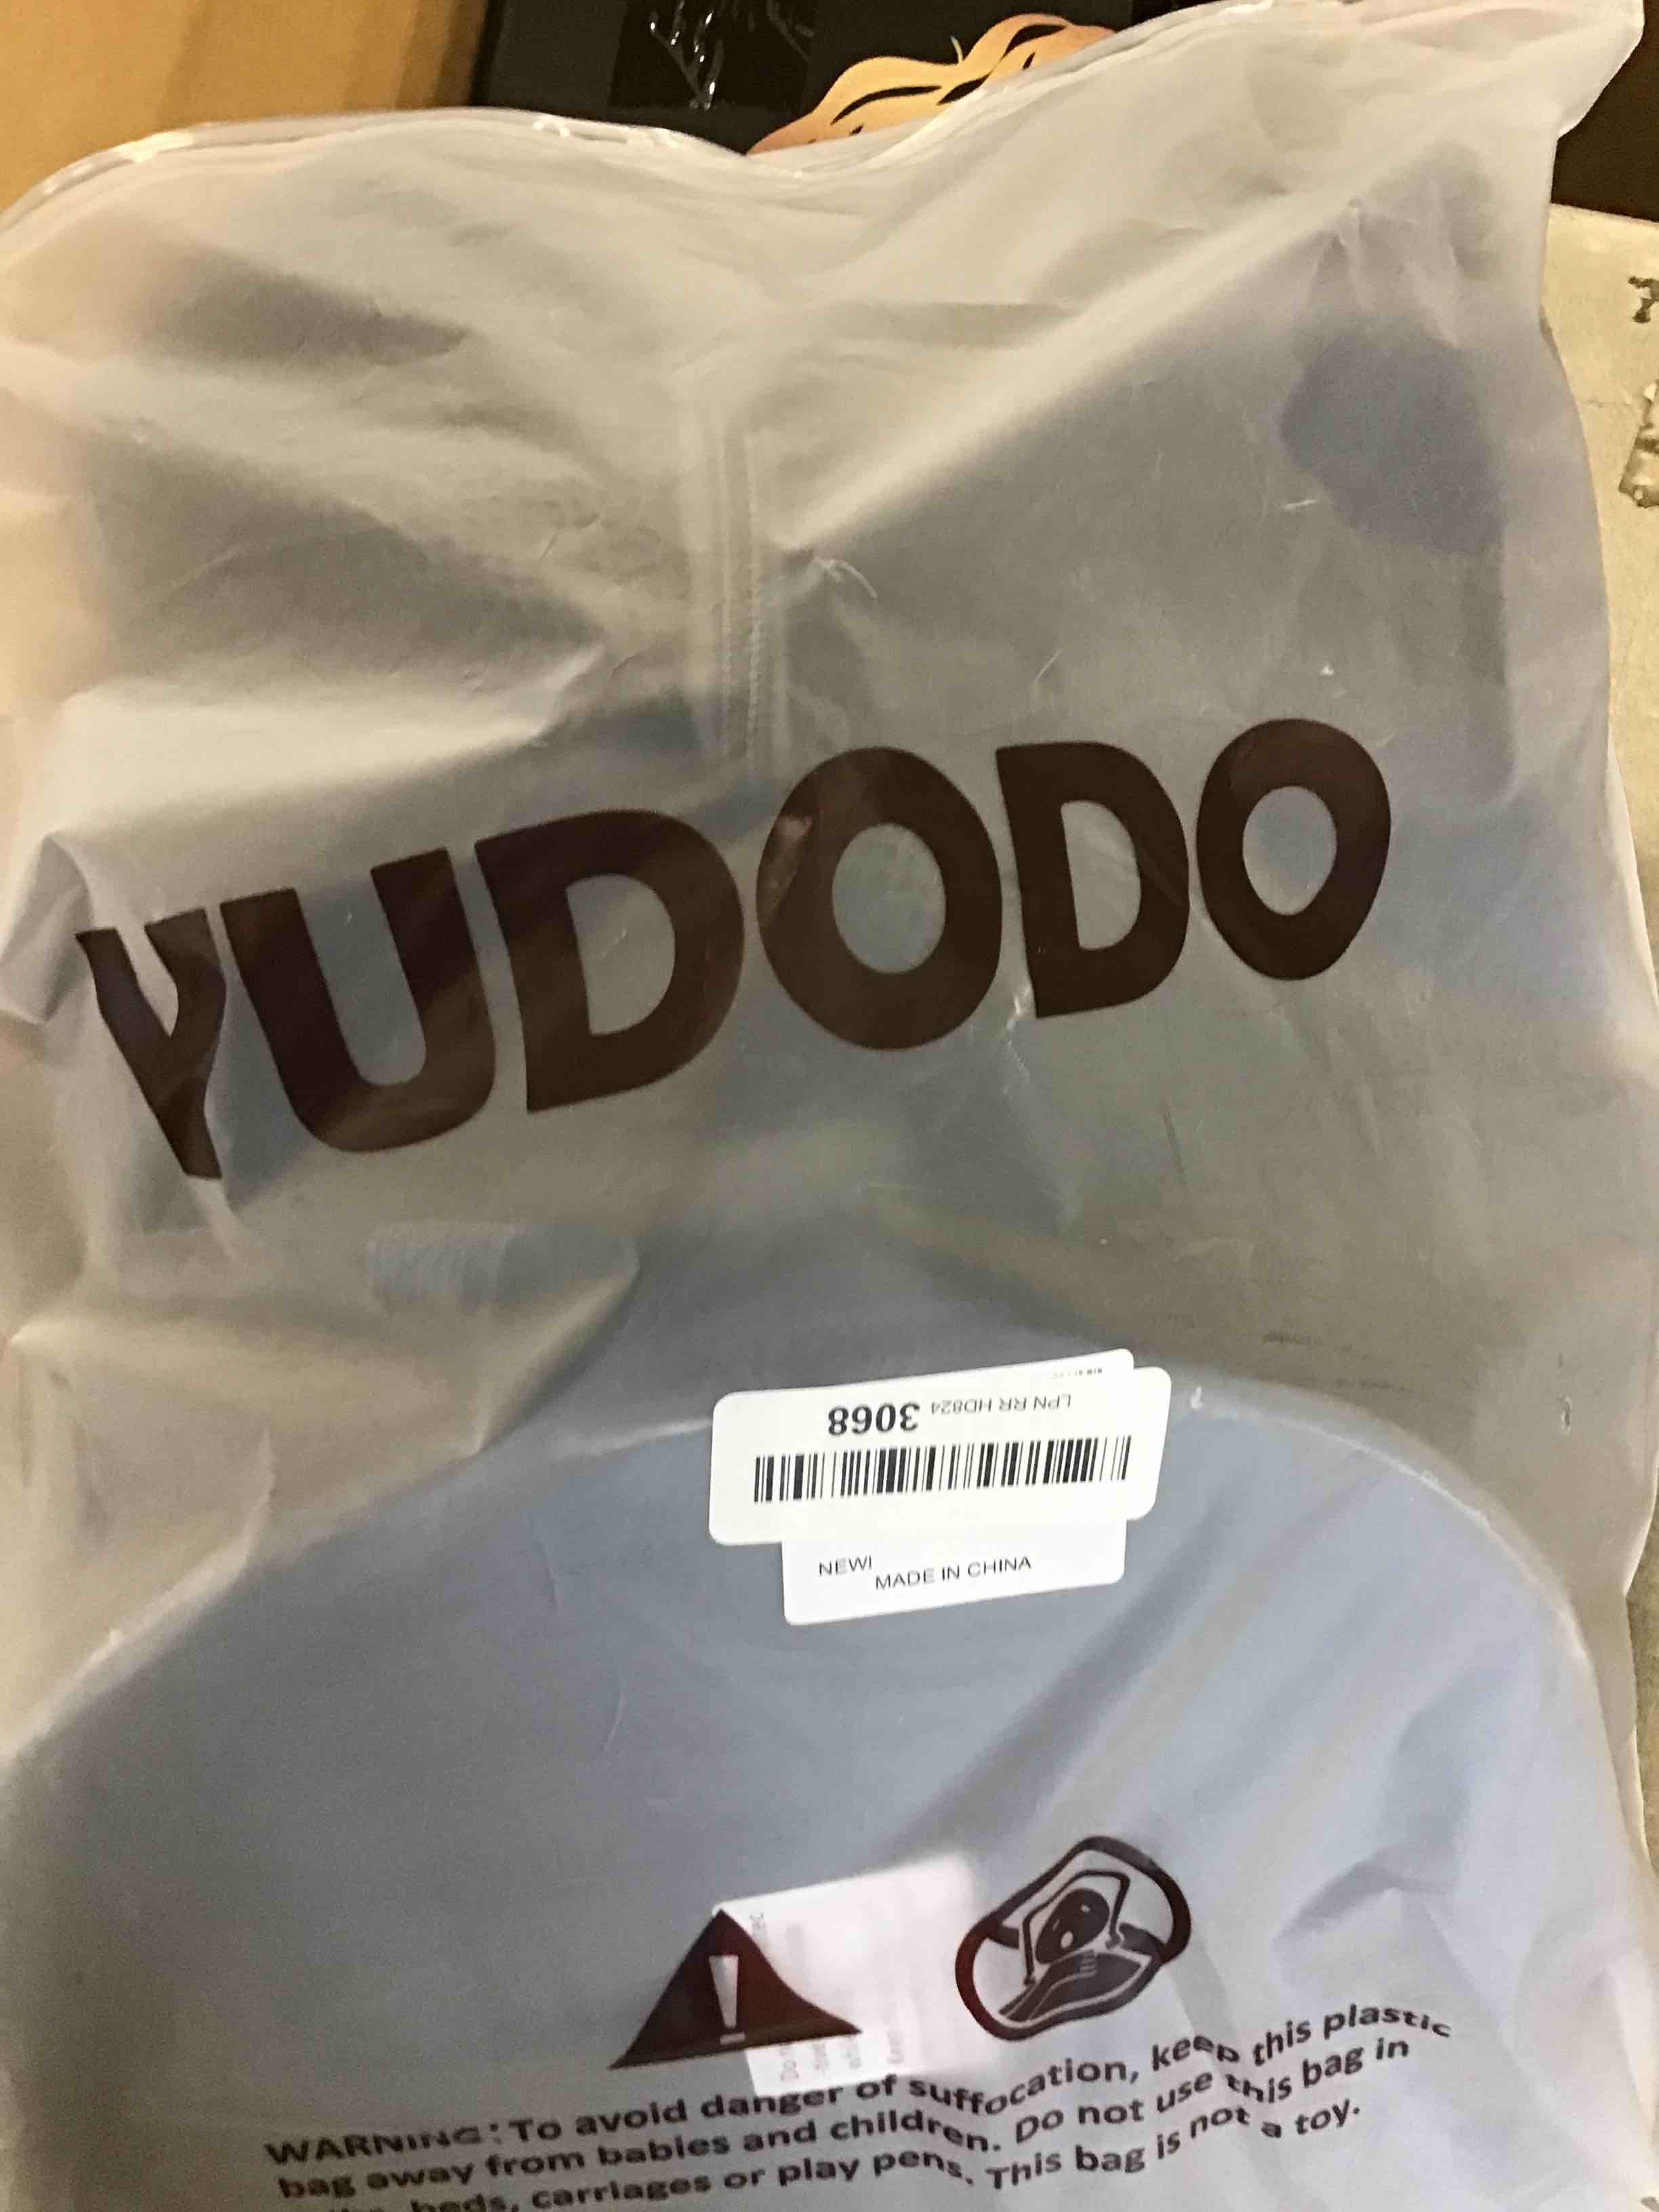 YUDODO
LPN RR HD824 3068
NEW
MADE IN CHINA
WARNING: To avoid danger of suffocation, keep this plastic
bag away from babies and children. Do not use this bag in
beds, carriages or play pens. This bag is not a toy.